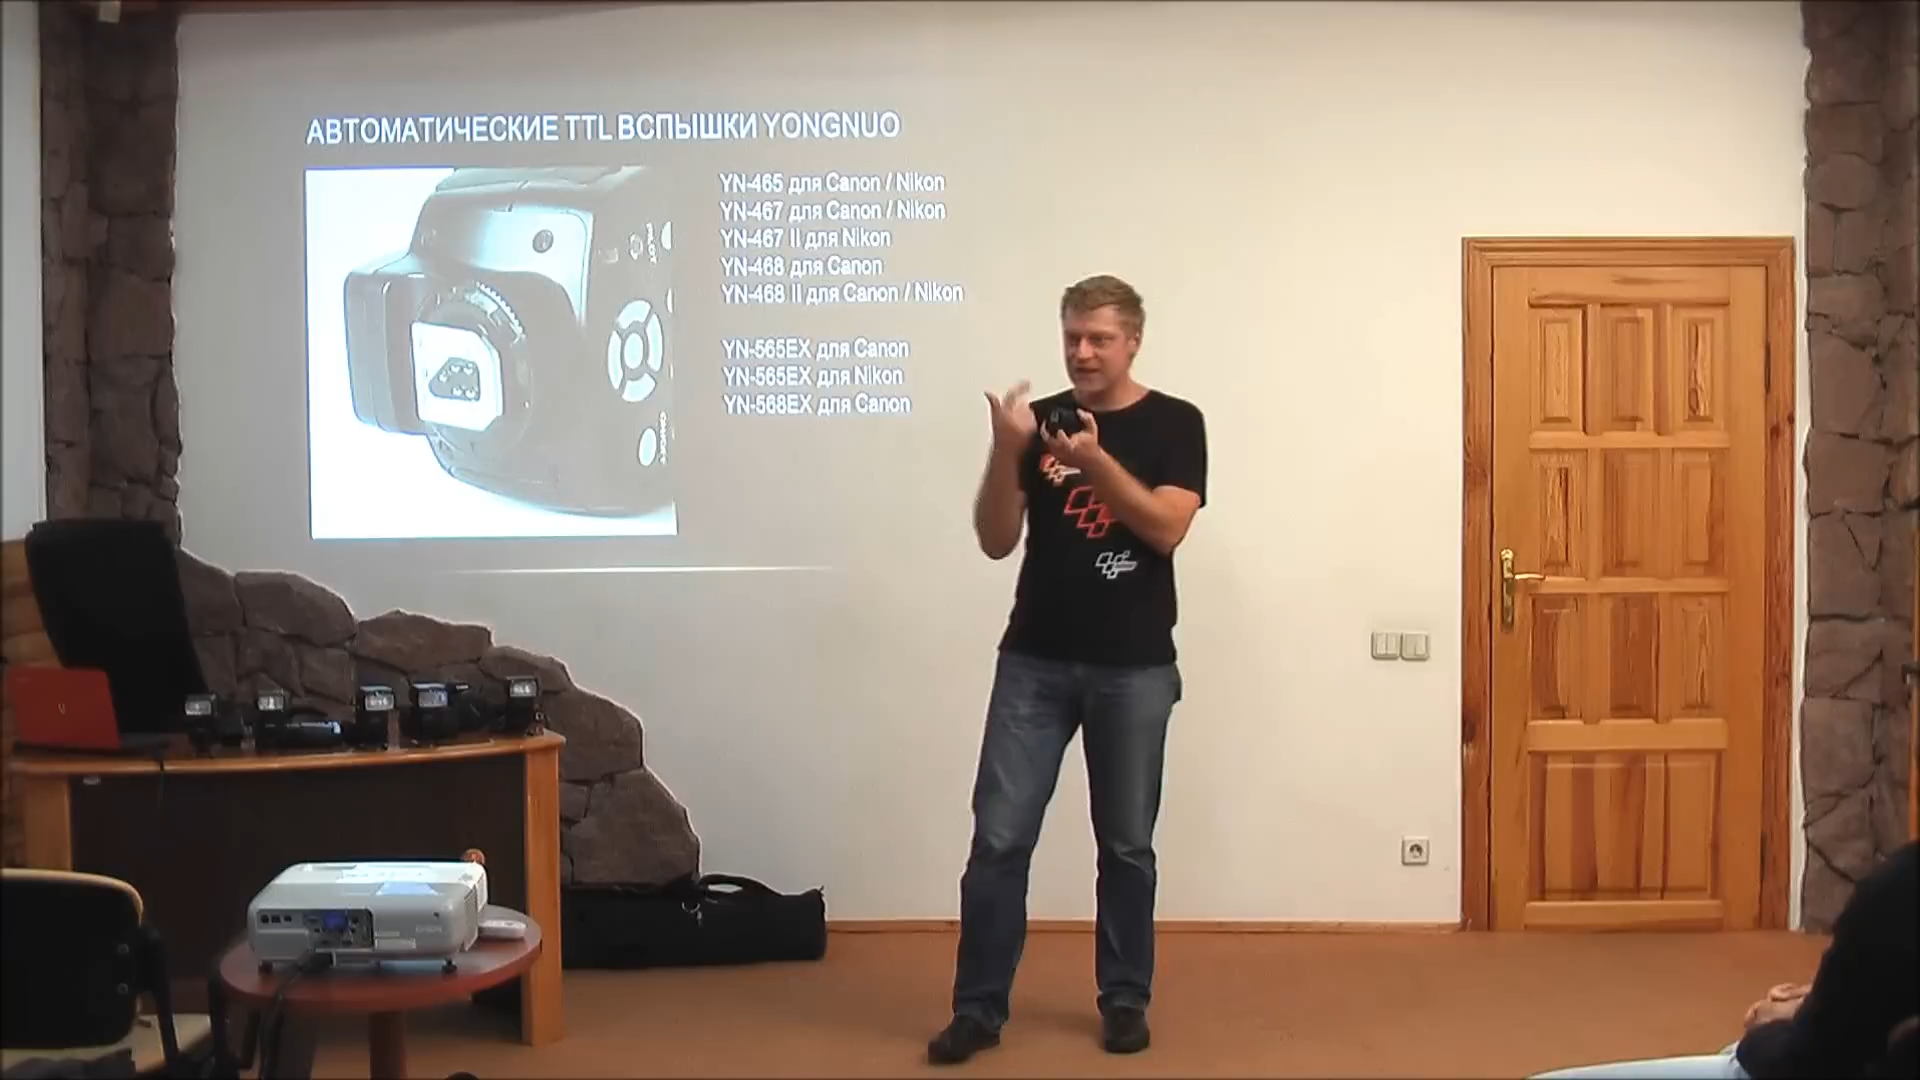 АВТОМАТИЧЕСКИЕ TTL ВСПЫШКИ YONGNUO
YN-465 для Canon / Nikon
YN-467 для Canon / Nikon
YN-467 II для Nikon
YN-468 для Canon
YN-468 II для Canon / Nikon
YN-565EX для Canon
YN-565EX для Nikon
YN-568EX для Canon
PILOT